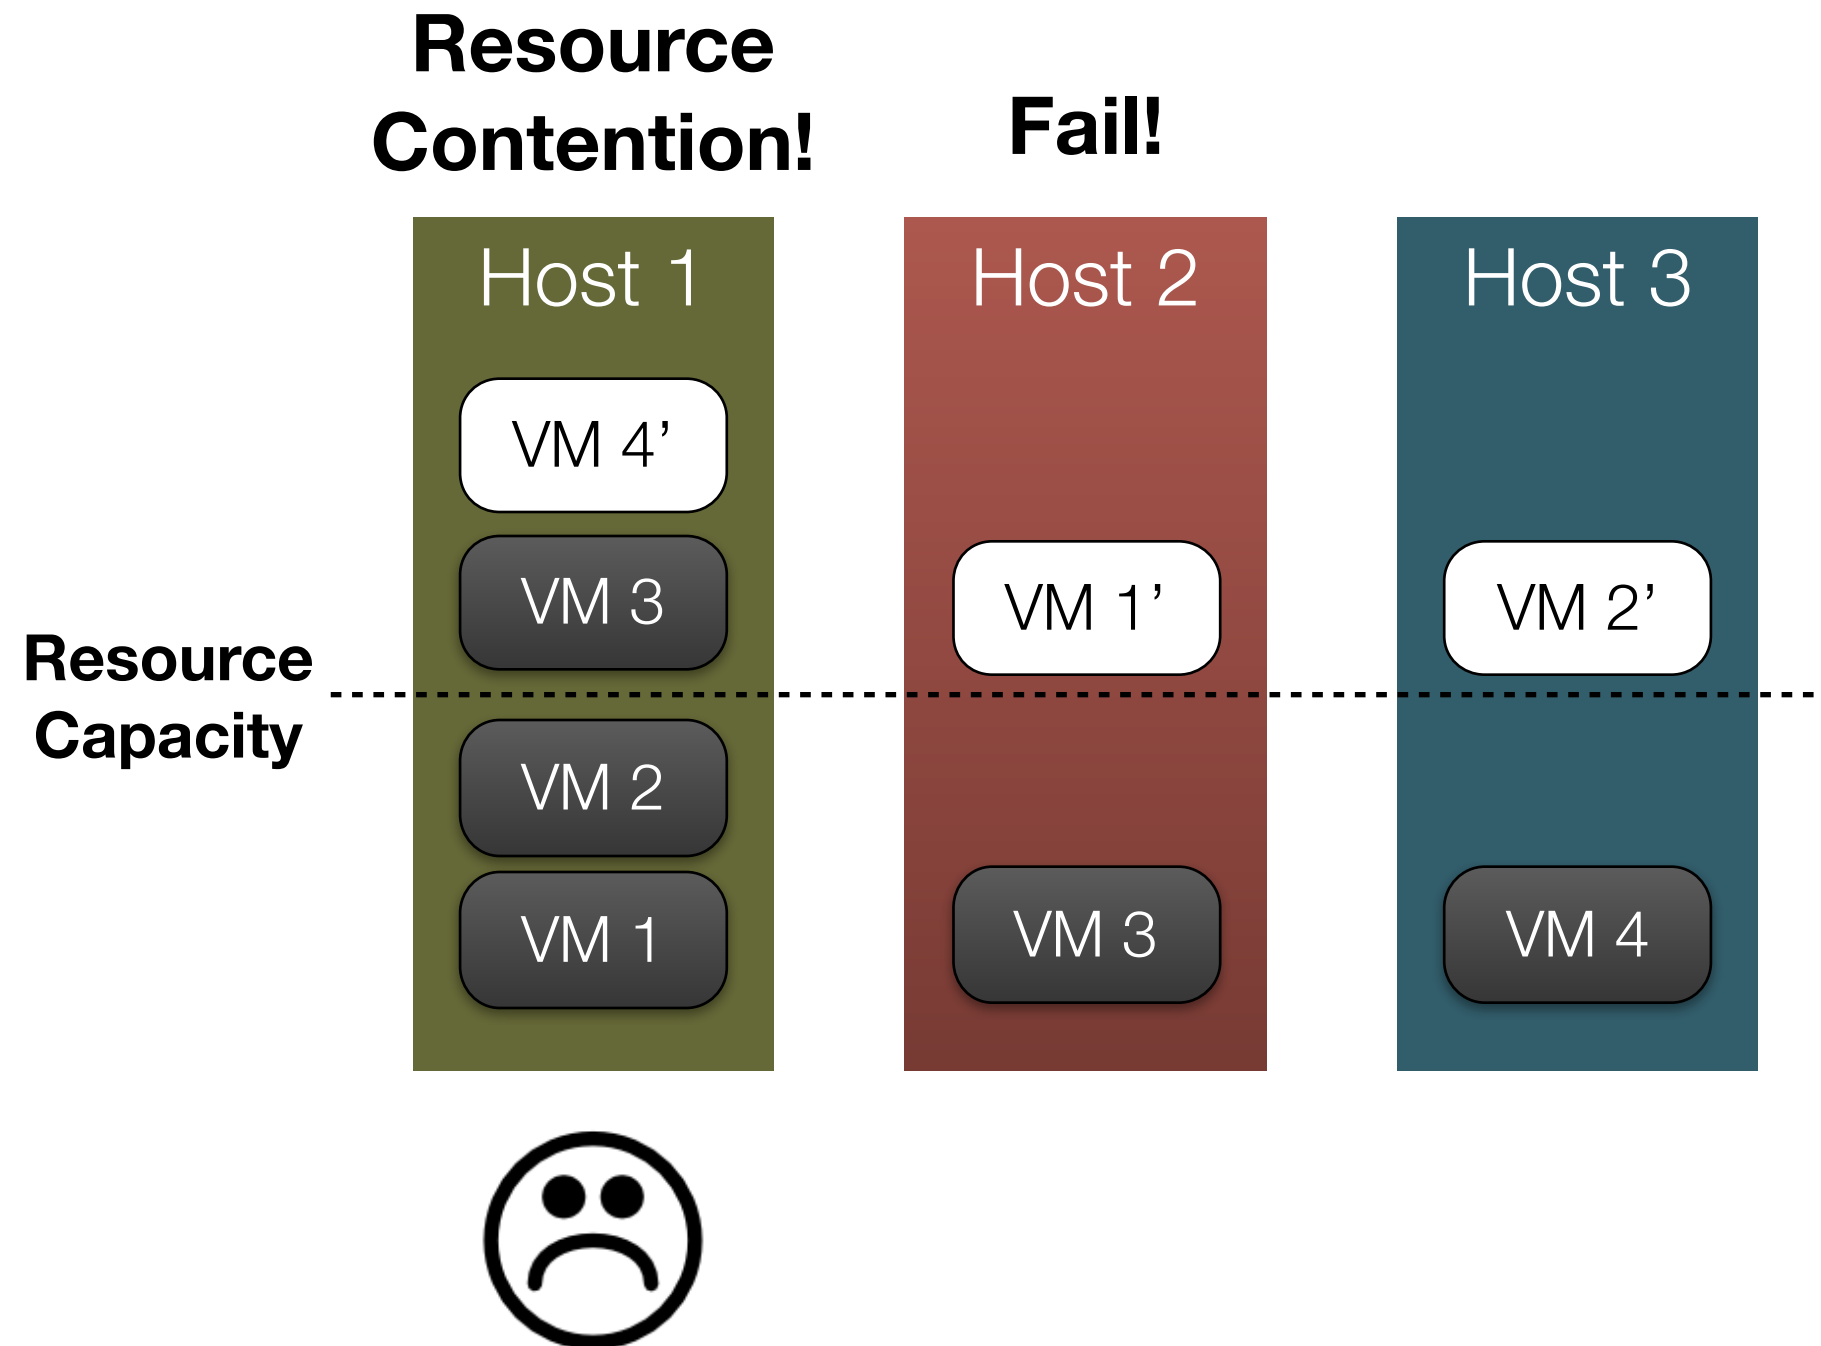 Resource
Contention!
Fail!
Host 1
VM 4’
VM 3
VM 2
VM 1
Host 2
VM 1’
VM 3
Host 3
VM 2’
VM 4
Resource
Capacity